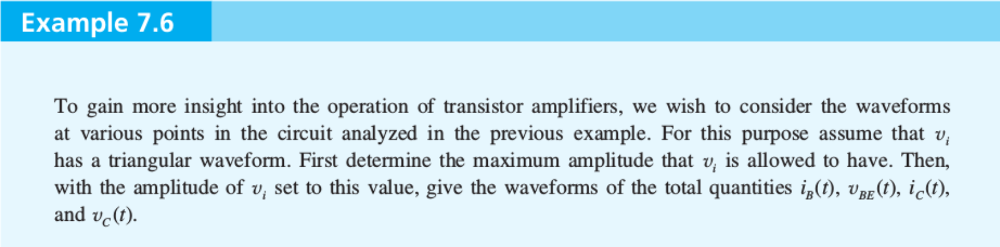 Example 7.6
To gain more insight into the operation of transistor amplifiers, we wish to consider the waveforms
at various points in the circuit analyzed in the previous example. For this purpose assume that v_i
has a triangular waveform. First determine the maximum amplitude that v_i is allowed to have. Then,
with the amplitude of v_i set to this value, give the waveforms of the total quantities i_B(t), v_BE(t), i_C(t),
and v_C(t).